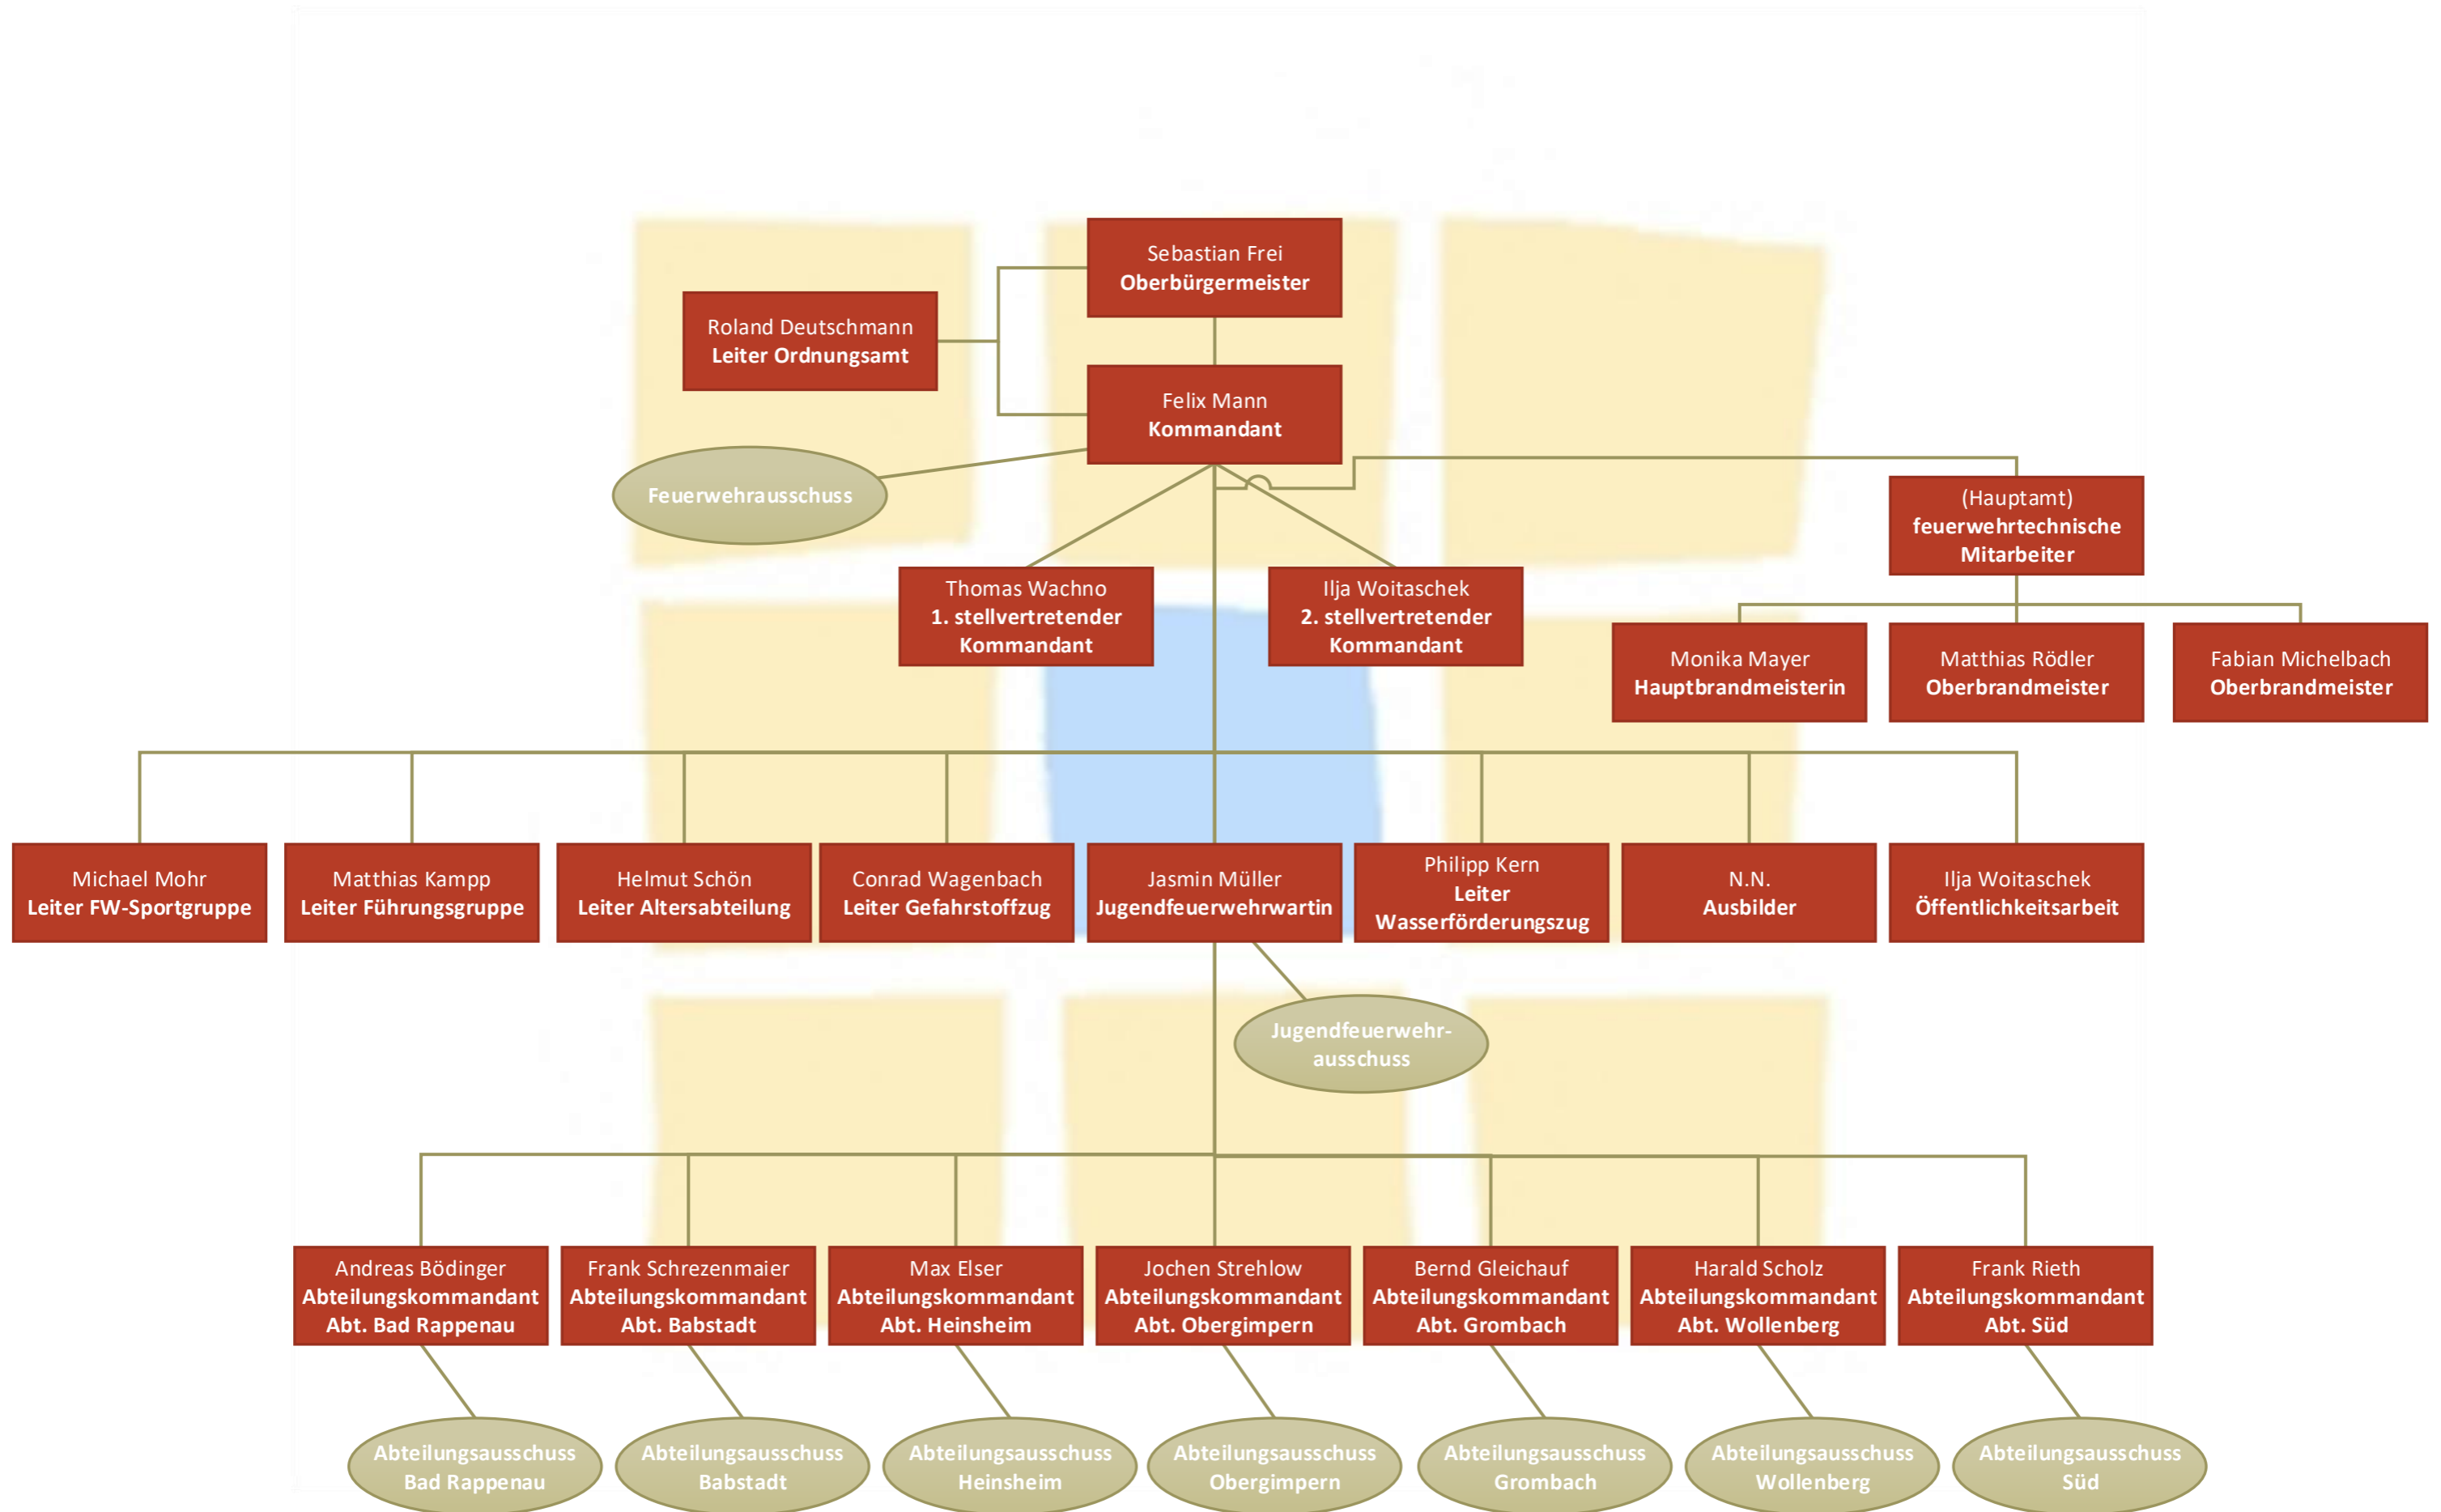 Sebastian Frei
Oberbürgermeister
Roland Deutschmann
Leiter Ordnungsamt
Felix Mann
Kommandant
Feuerwehrausschuss
(Hauptamt)
feuerwehrtechnische
Mitarbeiter
Thomas Wachno
1. stellvertretender
Kommandant
Ilja Woitaschek
2. stellvertretender
Kommandant
Monika Mayer
Hauptbrandmeisterin
Matthias Rödler
Oberbrandmeister
Fabian Michelbach
Oberbrandmeister
Michael Mohr
Leiter FW-Sportgruppe
Matthias Kampp
Leiter Führungsgruppe
Helmut Schön
Leiter Altersabteilung
Conrad Wagenbach
Leiter Gefahrstoffzug
Jasmin Müller
Jugendfeuerwehrwartin
Philipp Kern
Leiter
Wasserförderungszug
N.N.
Ausbilder
Ilja Woitaschek
Öffentlichkeitsarbeit
Jugendfeuerwehr-
ausschuss
Andreas Bödinger
Abteilungskommandant
Abt. Bad Rappenau
Frank Schrezenmaier
Abteilungskommandant
Abt. Babstadt
Max Elser
Abteilungskommandant
Abt. Heinsheim
Jochen Strehlow
Abteilungskommandant
Abt. Obergimpern
Bernd Gleichauf
Abteilungskommandant
Abt. Grombach
Harald Scholz
Abteilungskommandant
Abt. Wollenberg
Frank Rieth
Abteilungskommandant
Abt. Süd
Abteilungsausschuss
Bad Rappenau
Abteilungsausschuss
Babstadt
Abteilungsausschuss
Heinsheim
Abteilungsausschuss
Obergimpern
Abteilungsausschuss
Grombach
Abteilungsausschuss
Wollenberg
Abteilungsausschuss
Süd